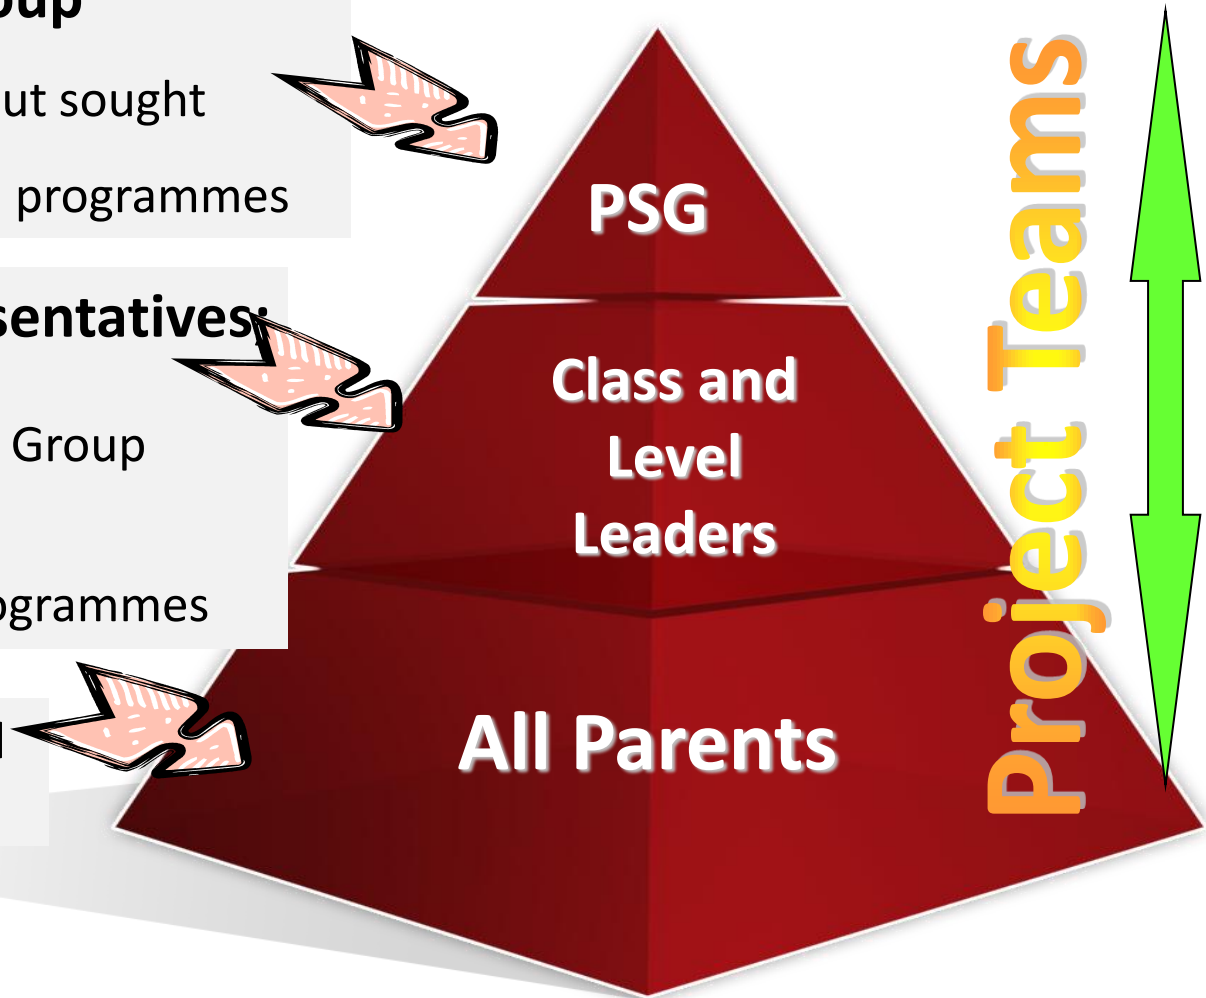 oup
ut sought
programmes
sentatives;
Group
ogrammes
PSG
Class and
Level
Leaders
All Parents
Project Teams